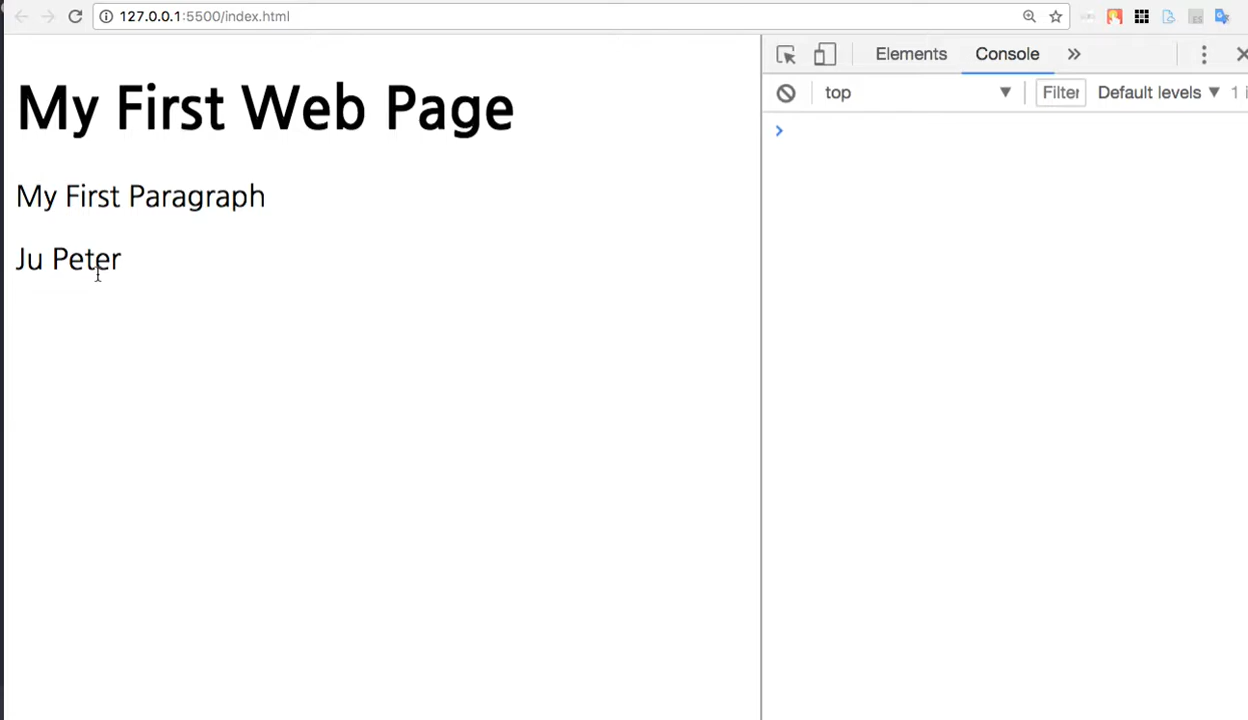 127.0.0.1:5500/index.html
Elements Console
top Filter Default levels 1
My First Web Page
My First Paragraph
Ju Peter